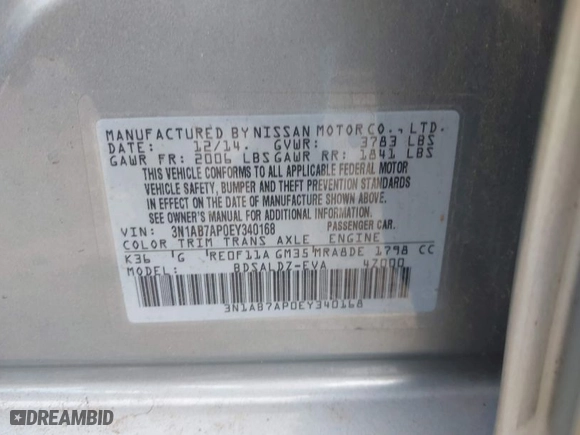 MANUFACTURED BY NISSAN MOTOR CO., LTD.
DATE: 12/14. GVWR: 3783 LBS
GAWR FR: 2006 LBS GAWR RR: 1841 LBS
THIS VEHICLE CONFORMS TO ALL APPLICABLE FEDERAL MOTOR
VEHICLE SAFETY, BUMPER AND THEFT PREVENTION STANDARDS
IN EFFECT ON THE DATE OF MANUFACTURE SHOWN ABOVE.
SEE OWNER'S MANUAL FOR ADDITIONAL INFORMATION.
VIN: 3N1AB7AP0EY340168 PASSENGER CAR.
COLOR TRIM TRANS AXLE ENGINE
K36 G RE0F11A GM35 MRA8DE 1798 CC
MODEL: BDSALDZ-EVA 47000
3N1AB7AP0EY340168
DREAMBID